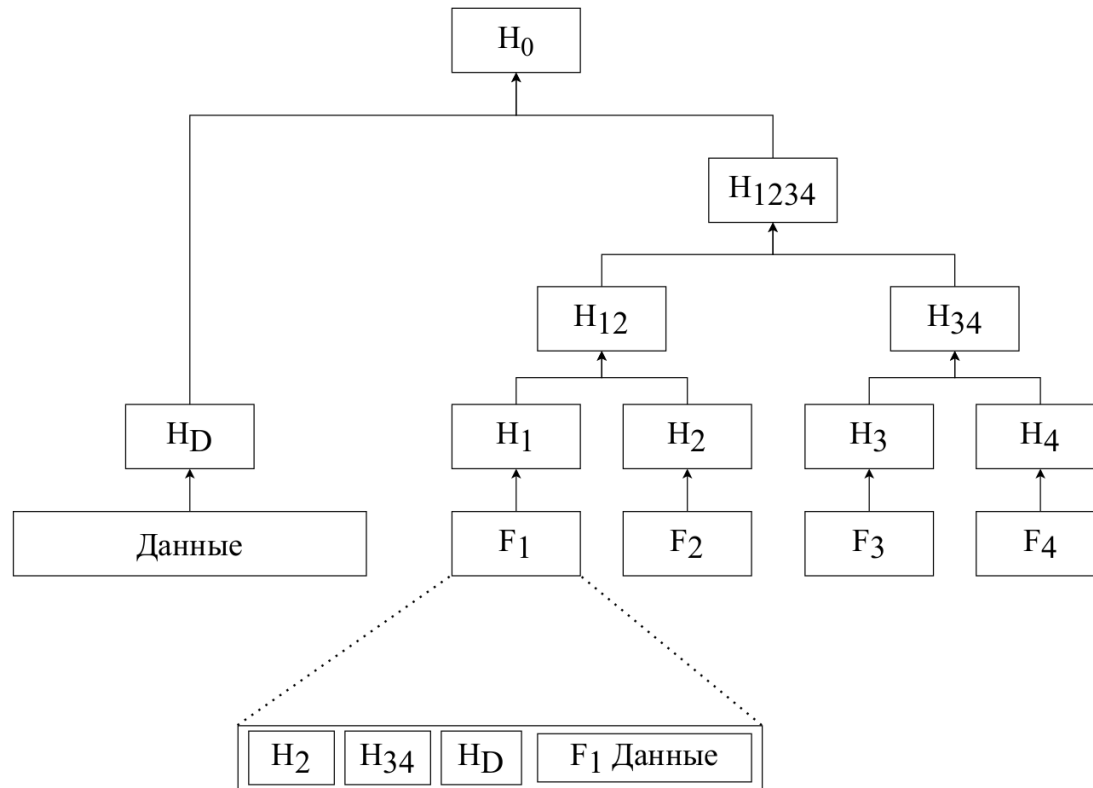 H0
H1234
H12 H34
HD H1 H2 H3 H4
Данные F1 F2 F3 F4
H2 H34 HD F1 Данные